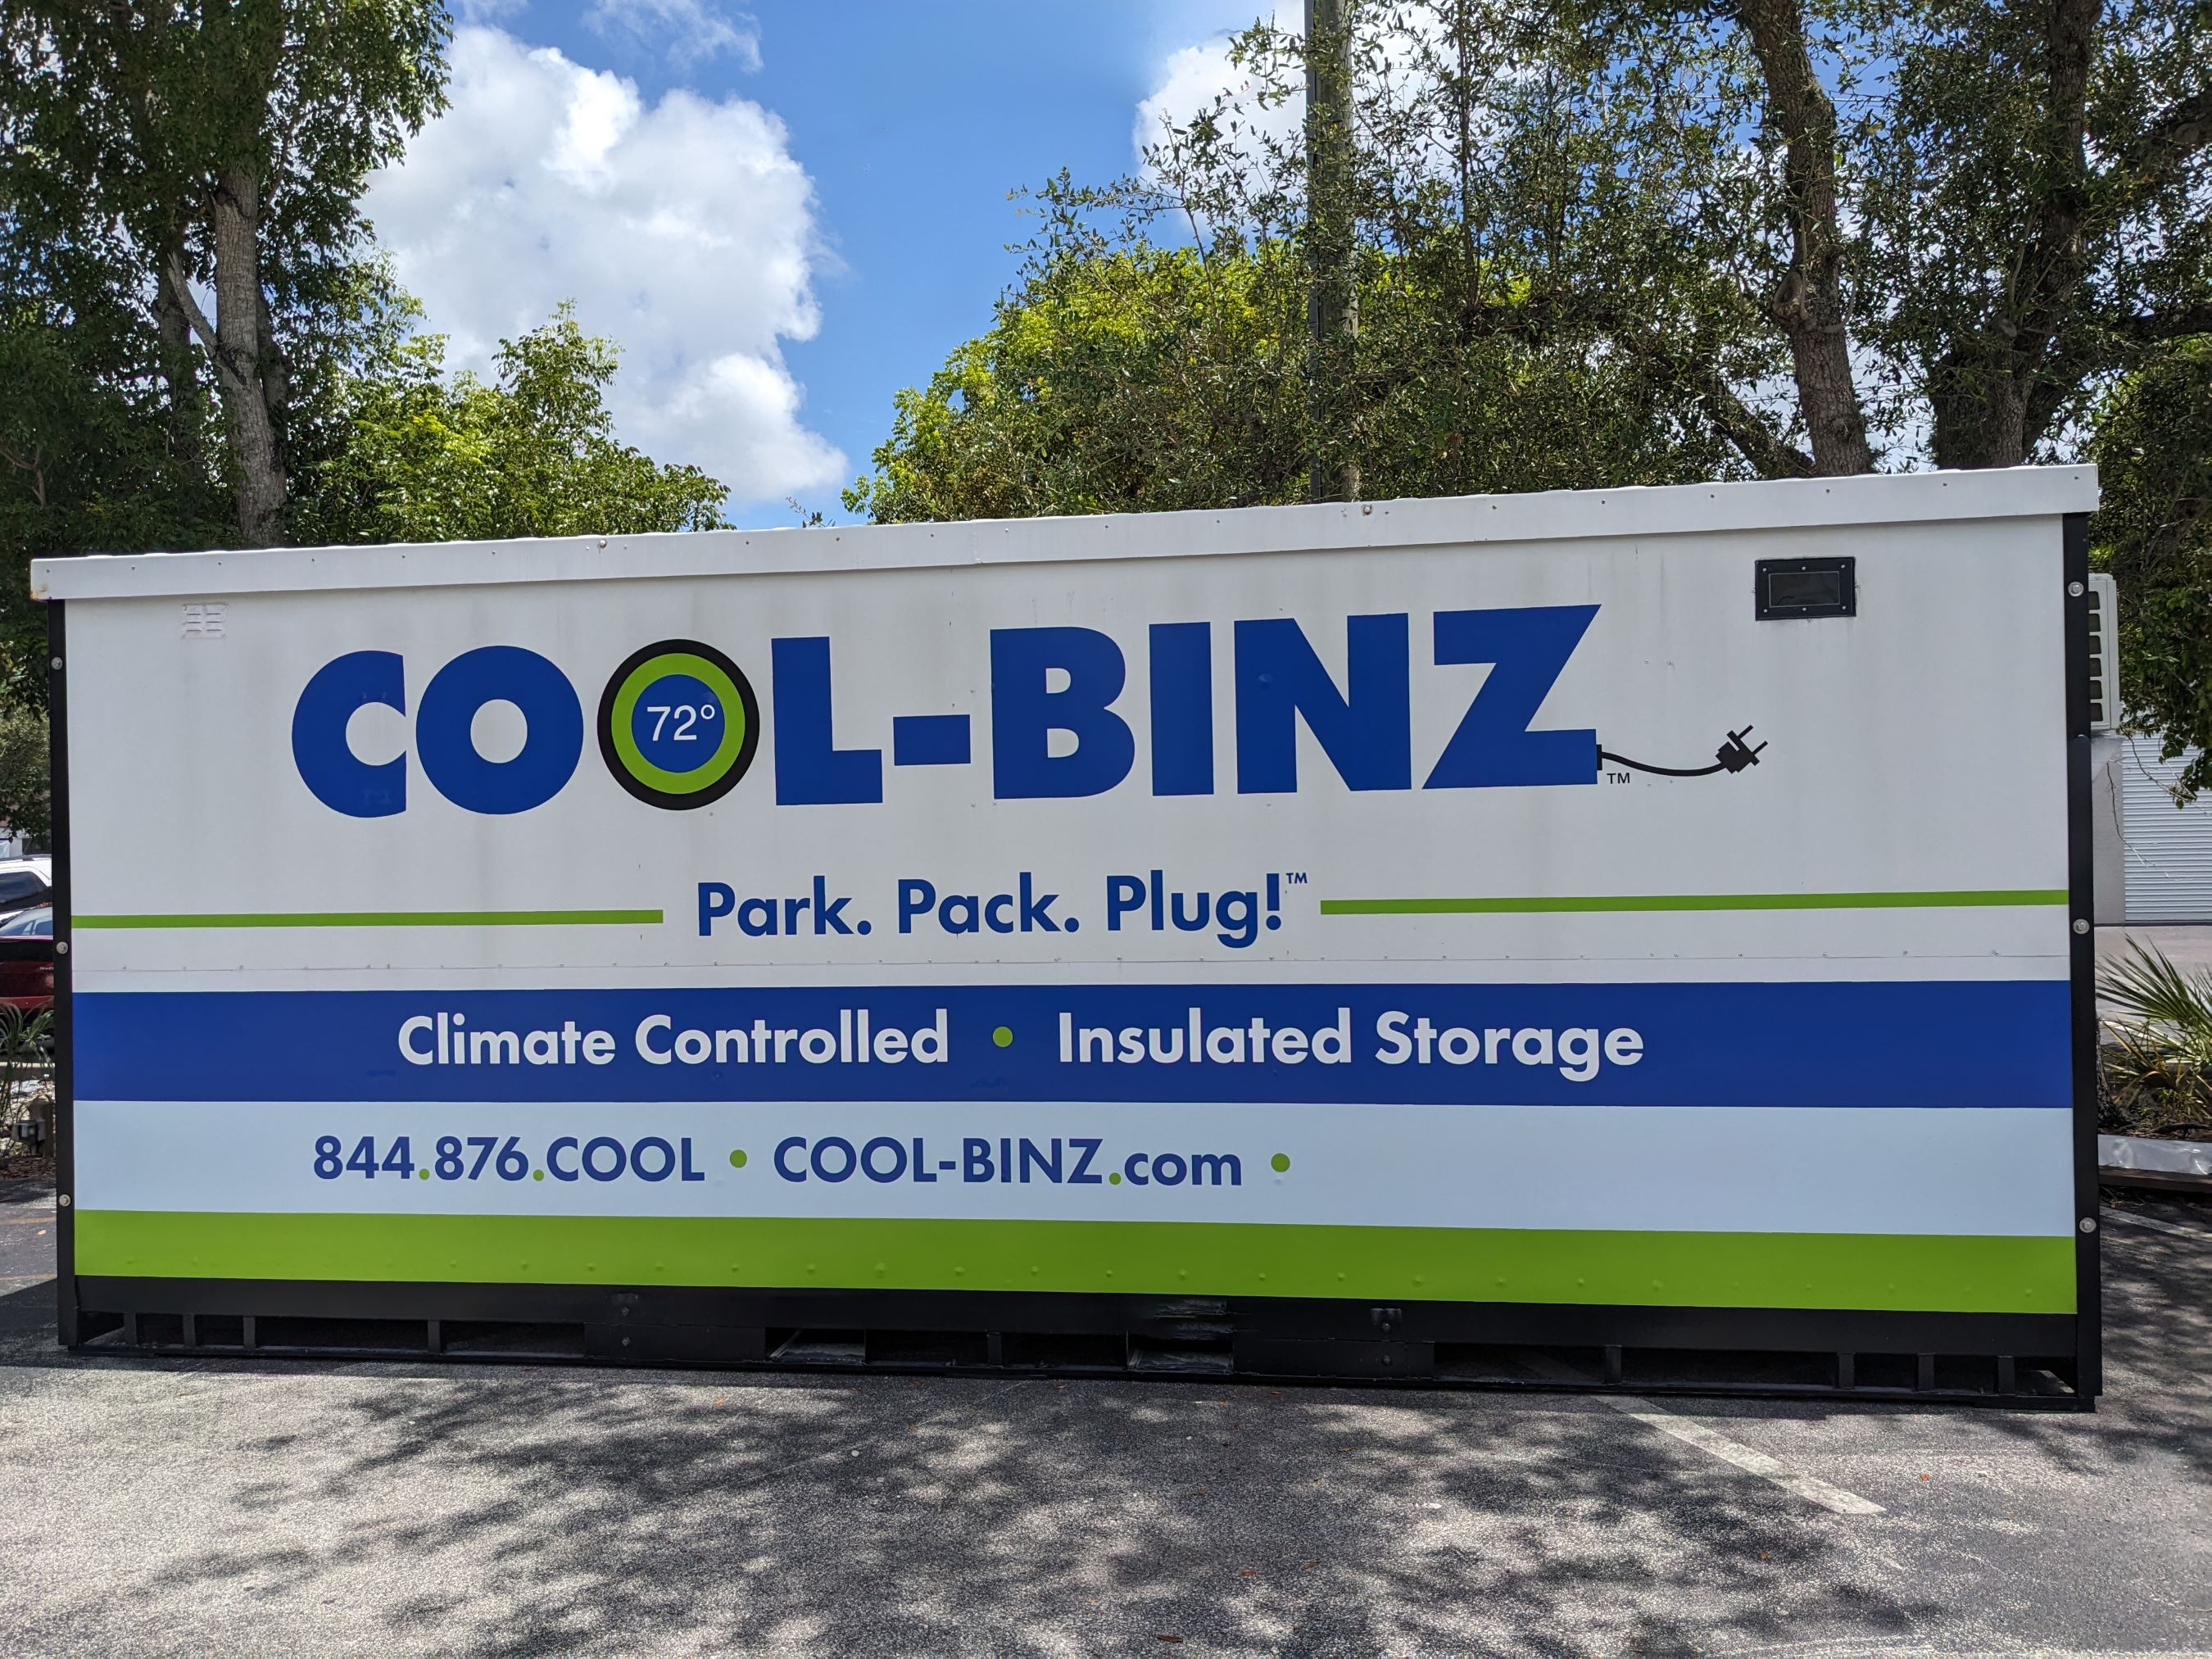 COOL-BINZ™
72°
Park. Pack. Plug!™
Climate Controlled • Insulated Storage
844.876.COOL • COOL-BINZ.com •